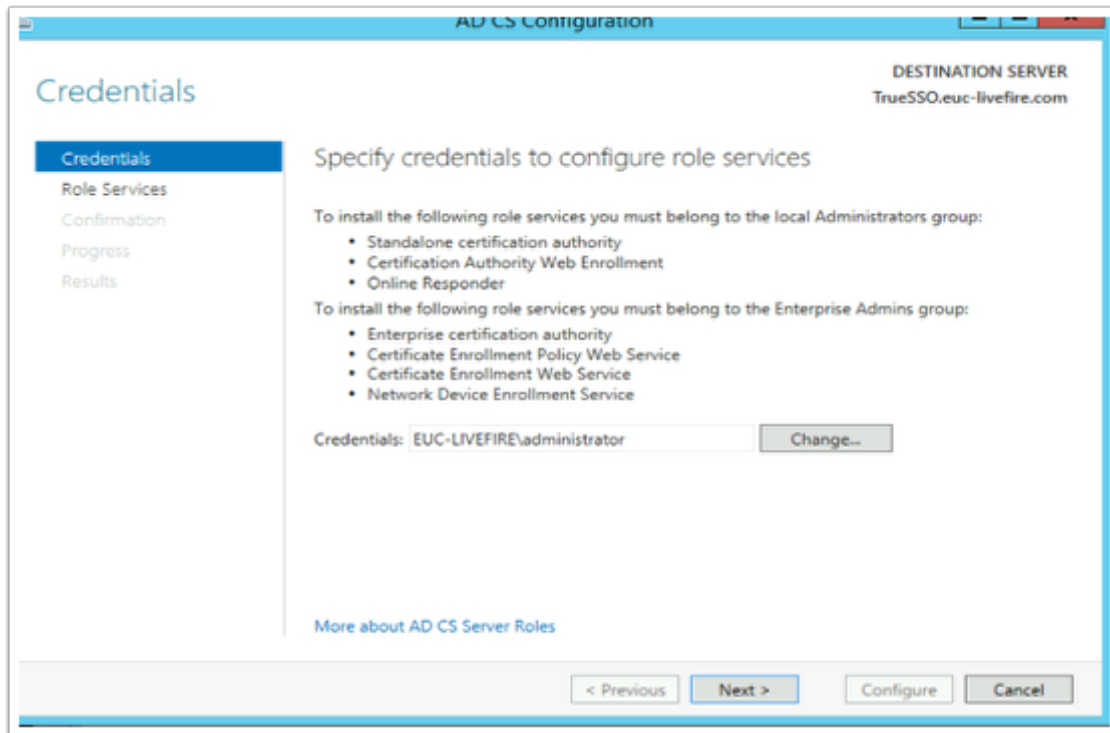 AD CS Configuration
DESTINATION SERVER
TrueSSO.euc-livefire.com
Credentials
Credentials
Role Services
Confirmation
Progress
Results
Specify credentials to configure role services
To install the following role services you must belong to the local Administrators group:
• Standalone certification authority
• Certification Authority Web Enrollment
• Online Responder
To install the following role services you must belong to the Enterprise Admins group:
• Enterprise certification authority
• Certificate Enrollment Policy Web Service
• Certificate Enrollment Web Service
• Network Device Enrollment Service
Credentials: EUC-LIVEFIRE\administrator Change...
More about AD CS Server Roles
< Previous Next > Configure Cancel